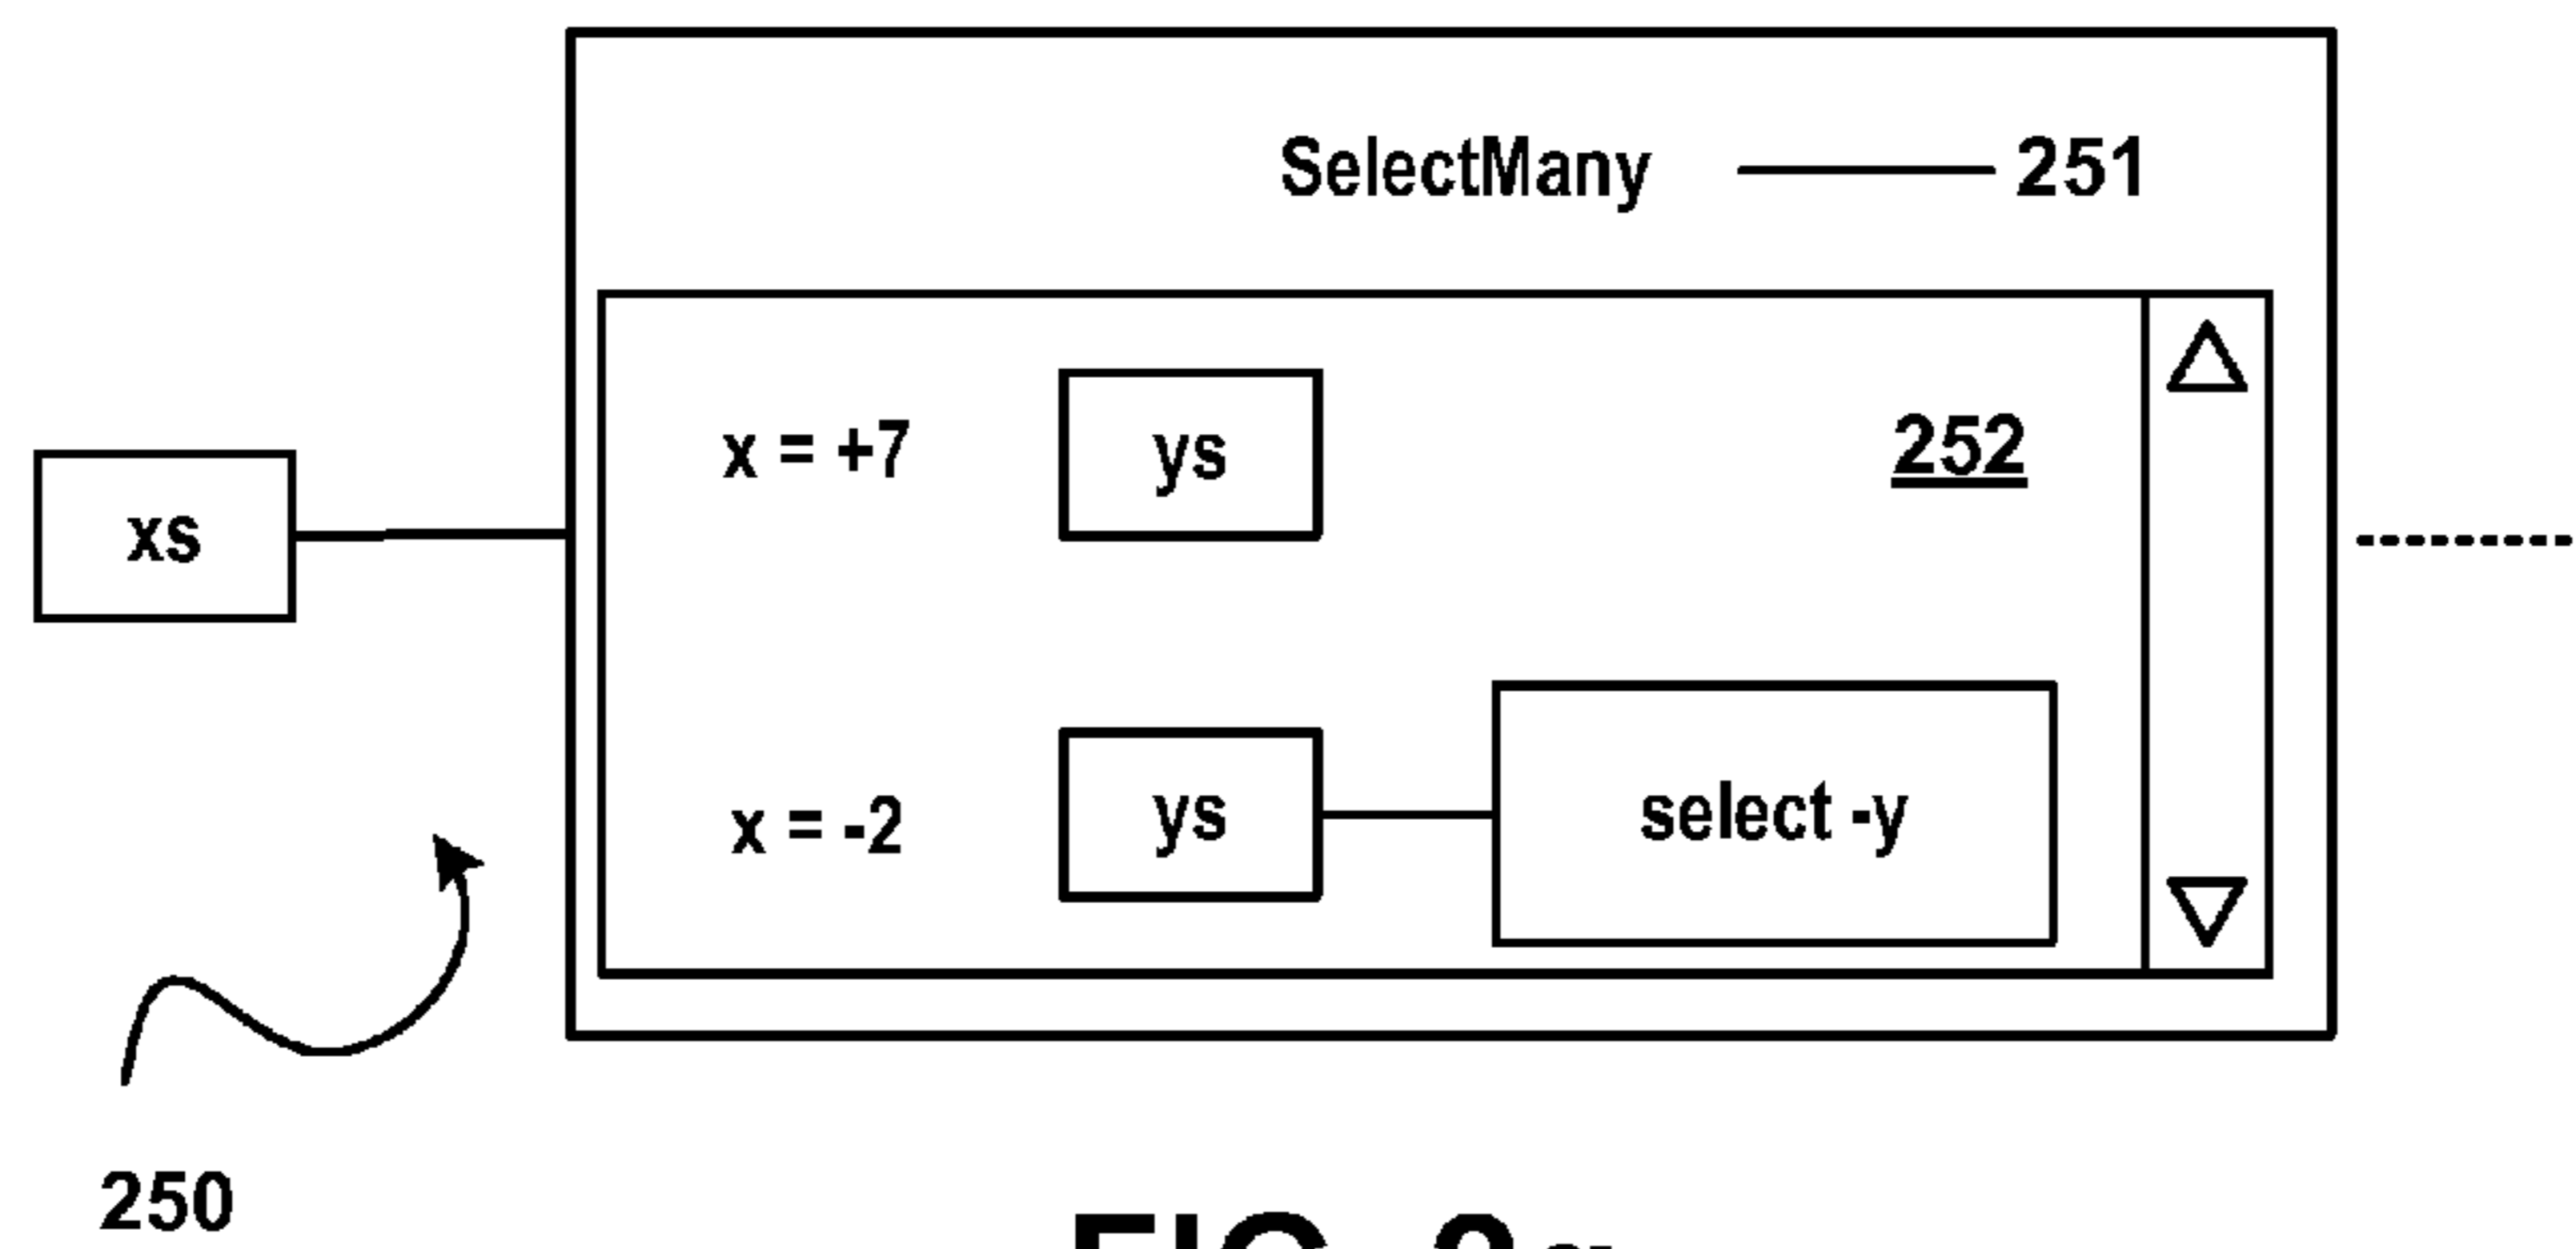 SelectMany 251
x = +7 ys 252
xs
x = -2 ys select -y
250